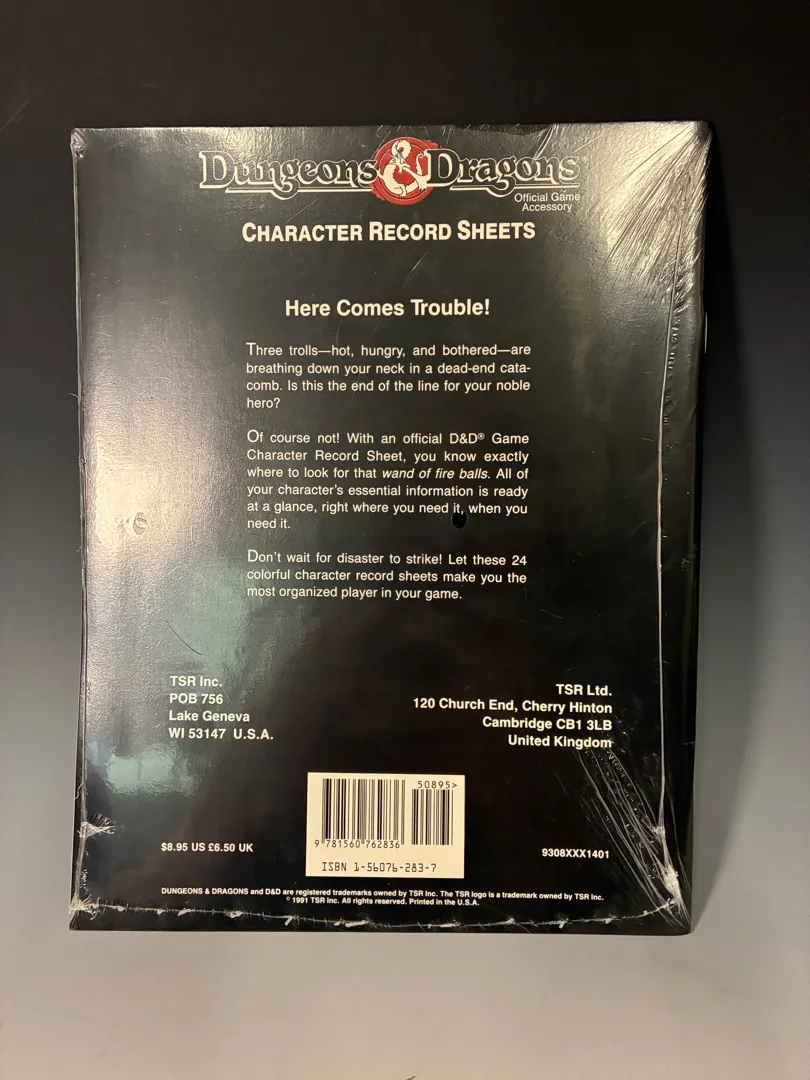 Dungeons & Dragons
Official Game
Accessory
CHARACTER RECORD SHEETS
Here Comes Trouble!
Three trolls—hot, hungry, and bothered—are
breathing down your neck in a dead-end cata-
comb. Is this the end of the line for your noble
hero?
Of course not! With an official D&D® Game
Character Record Sheet, you know exactly
where to look for that wand of fire balls. All of
your character's essential information is ready
at a glance, right where you need it, when you
need it.
Don't wait for disaster to strike! Let these 24
colorful character record sheets make you the
most organized player in your game.
TSR Inc.
POB 756
Lake Geneva
WI 53147 U.S.A.
TSR Ltd.
120 Church End, Cherry Hinton
Cambridge CB1 3LB
United Kingdom
50895>
9 781560 762836
ISBN 1-56076-283-7
$8.95 US £6.50 UK
9308XXX1401
DUNGEONS & DRAGONS and D&D are registered trademarks owned by TSR Inc. The TSR logo is a trademark owned by TSR Inc.
© 1991 TSR Inc. All rights reserved. Printed in the U.S.A.